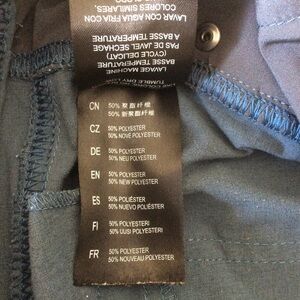 LAVAR CON AGUA FRIA CON
COLORES SIMILARES,
A BASSE TEMPERATURE
PAS DE JAVEL SECHAGE
(CYCLE DELICAT)
BASSE TEMPERATURE
LAVAGE MACHINE
TUMBLE DRY LOW
CN 50% 聚酯纤维
50% 新聚酯纤维
CZ 50% POLYESTER
50% NOVÉ POLYESTER
DE 50% POLYESTER
50% NEU POLYESTER
EN 50% POLYESTER
50% NEW POLYESTER
ES 50% POLIÉSTER
50% NUEVO POLIÉSTER
FI 50% POLYESTERI
50% UUSI POLYESTERI
FR 50% POLYESTER
50% NOUVEAU POLYESTER